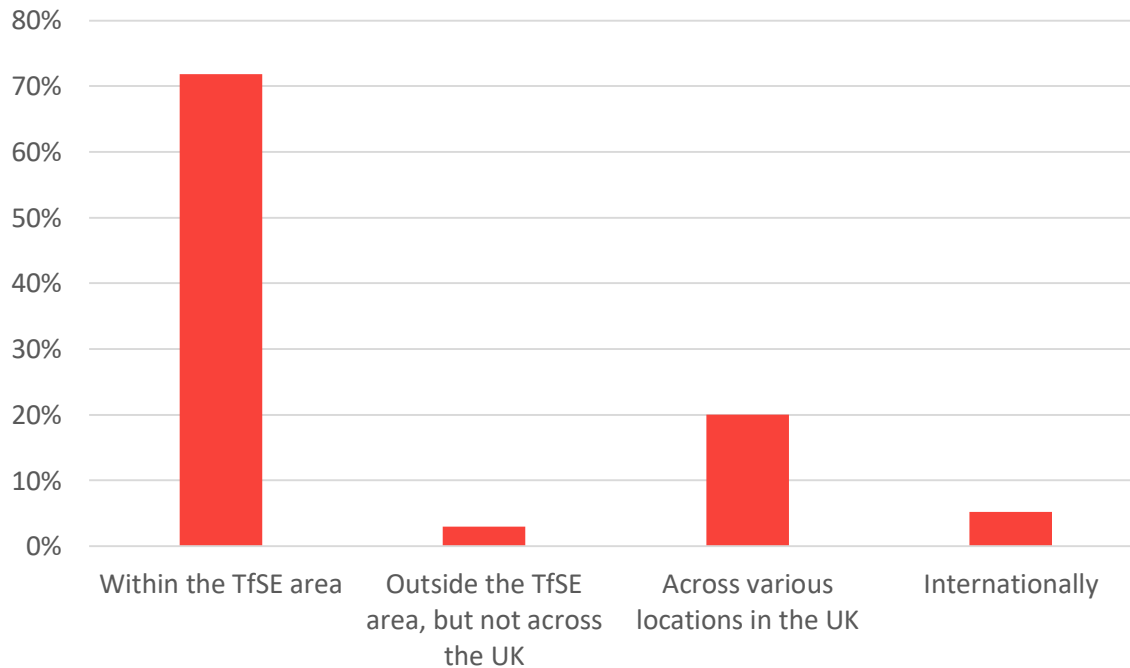 80%
70%
60%
50%
40%
30%
20%
10%
0%
Within the TfSE area
Outside the TfSE
area, but not across
the UK
Across various
locations in the UK
Internationally